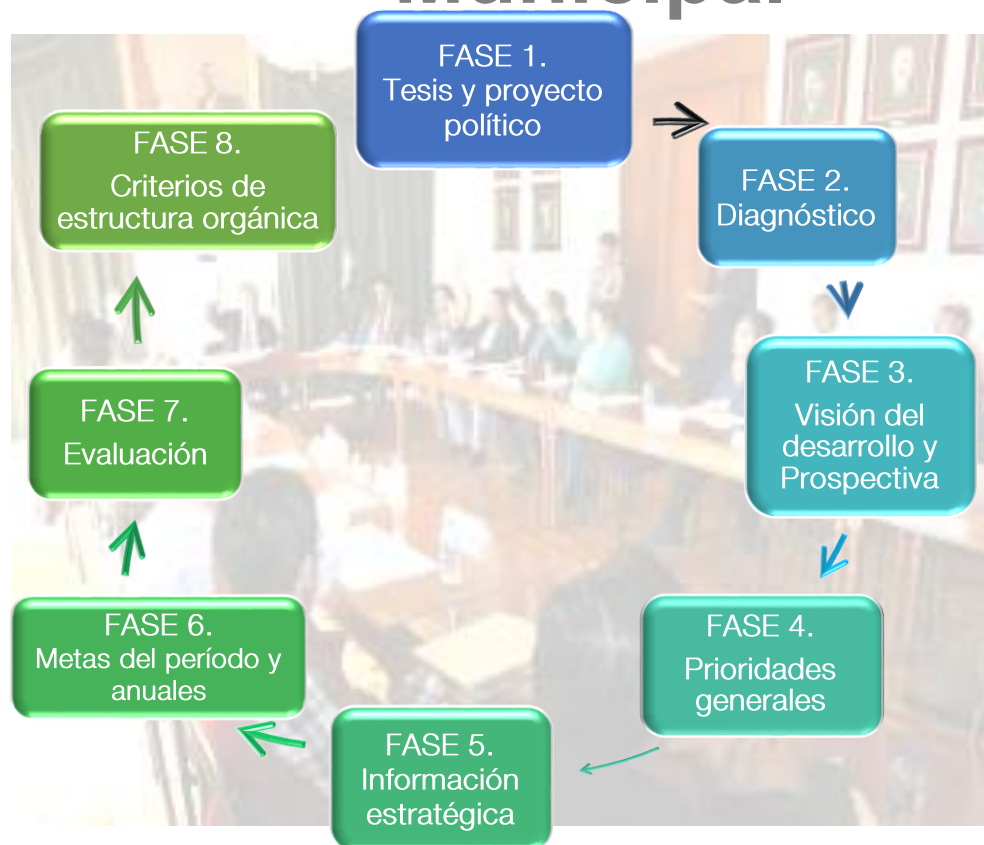 Municipal
FASE 1.
Tesis y proyecto
político
FASE 2.
Diagnóstico
FASE 3.
Visión del
desarrollo y
Prospectiva
FASE 4.
Prioridades
generales
FASE 5.
Información
estratégica
FASE 6.
Metas del período y
anuales
FASE 7.
Evaluación
FASE 8.
Criterios de
estructura orgánica